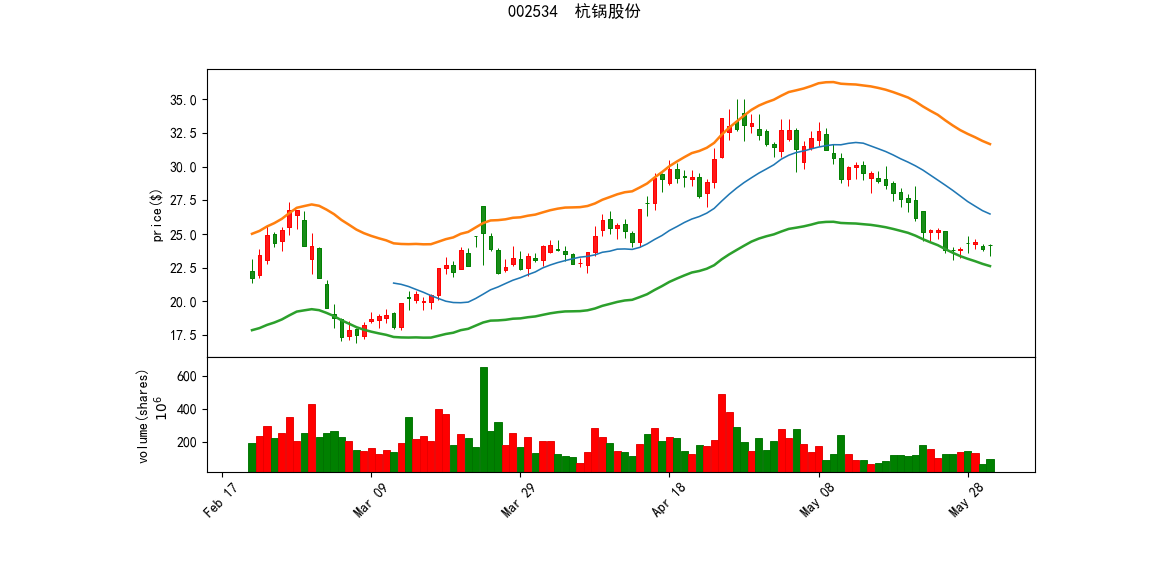 002534 杭锅股份
price($)
35.0
32.5
30.0
27.5
25.0
22.5
20.0
17.5
volume(shares)
10^6
600
400
200
Feb 17
Mar 09
Mar 29
Apr 18
May 08
May 28